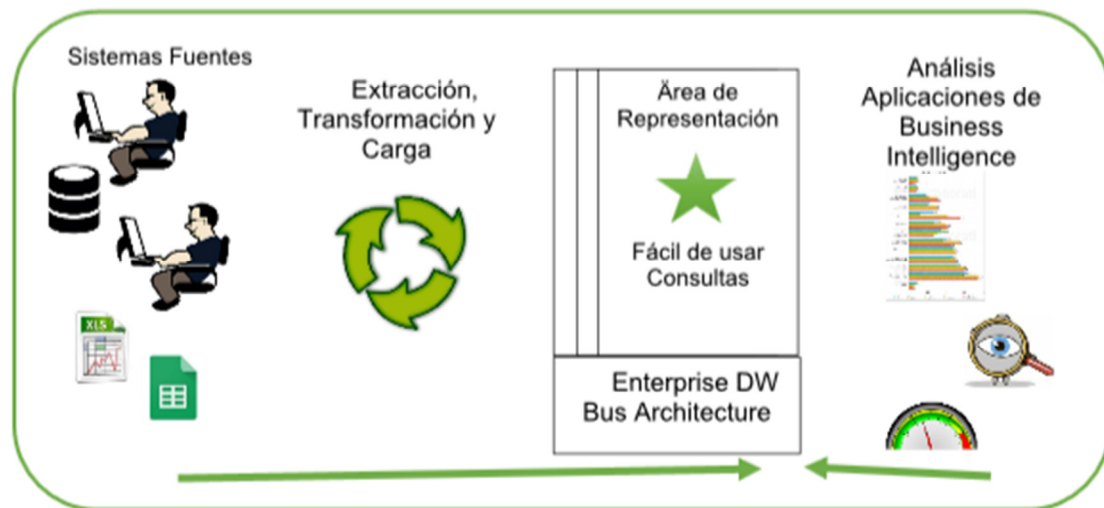 Sistemas Fuentes
Extracción,
Transformación y
Carga
Ärea de
Representación
Fácil de usar
Consultas
Enterprise DW
Bus Architecture
Análisis
Aplicaciones de
Business
Intelligence
XLS